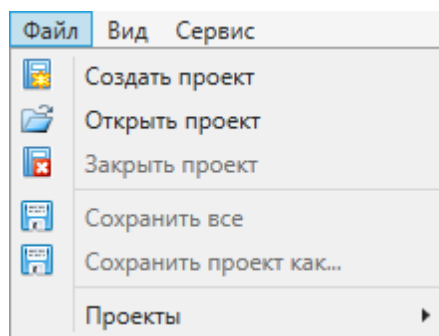 Файл Вид Сервис
Создать проект
Открыть проект
Закрыть проект
Сохранить все
Сохранить проект как...
Проекты